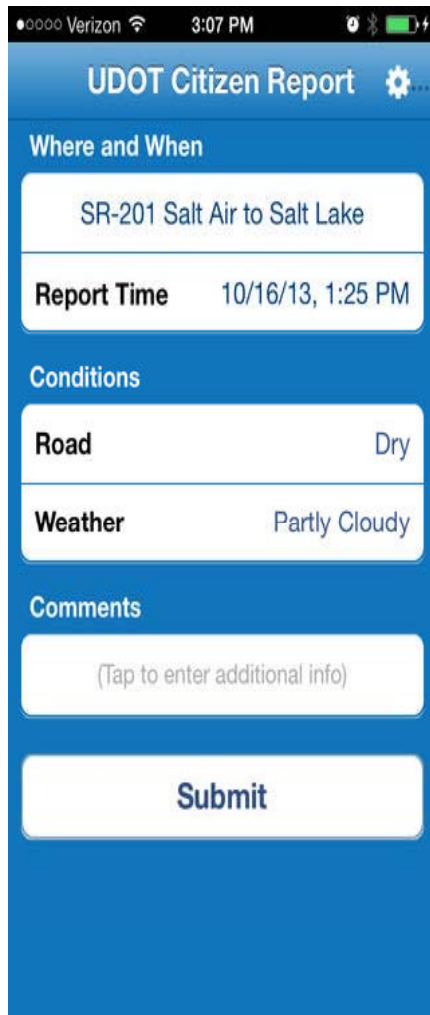 Verizon 3:07 PM
UDOT Citizen Report
Where and When
SR-201 Salt Air to Salt Lake
Report Time 10/16/13, 1:25 PM
Conditions
Road Dry
Weather Partly Cloudy
Comments
(Tap to enter additional info)
Submit